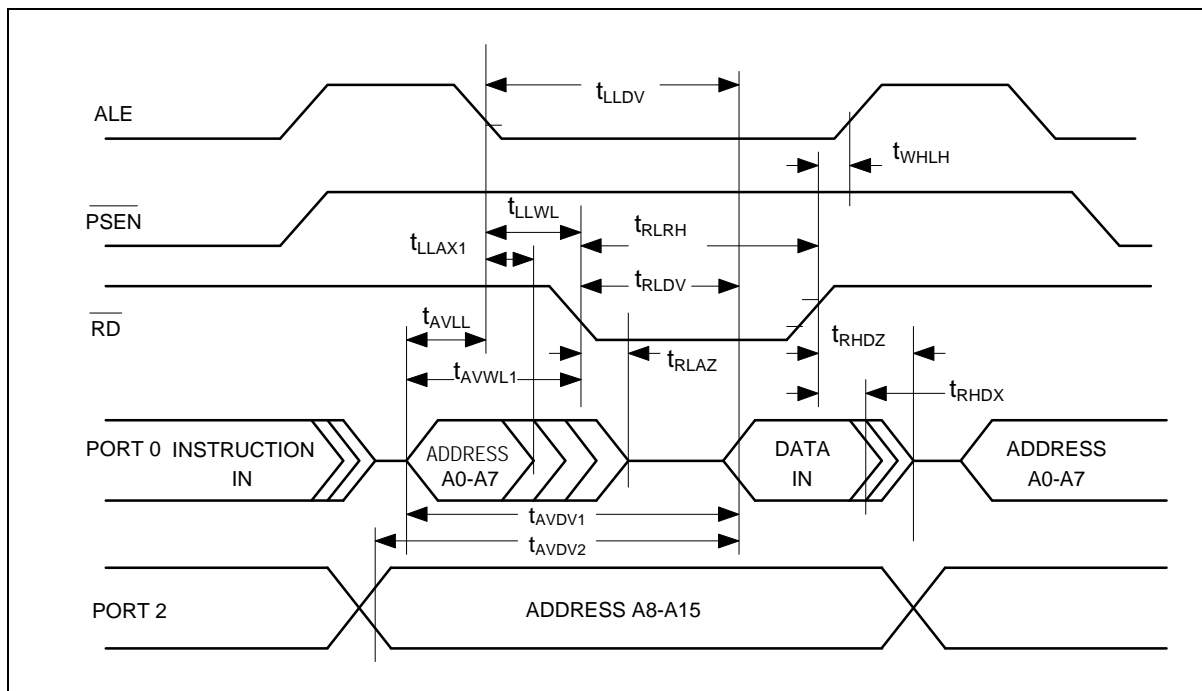 ALE
tLLDV
tWHLH
PSEN
tLLWL
tRLRH
tLLAX1
tRLDV
RD
tAVLL
tRHDZ
tRLAZ
tAVWL1
tRHDX
PORT 0
INSTRUCTION
IN
ADDRESS
A0-A7
DATA
IN
ADDRESS
A0-A7
tAVDV1
tAVDV2
PORT 2
ADDRESS A8-A15